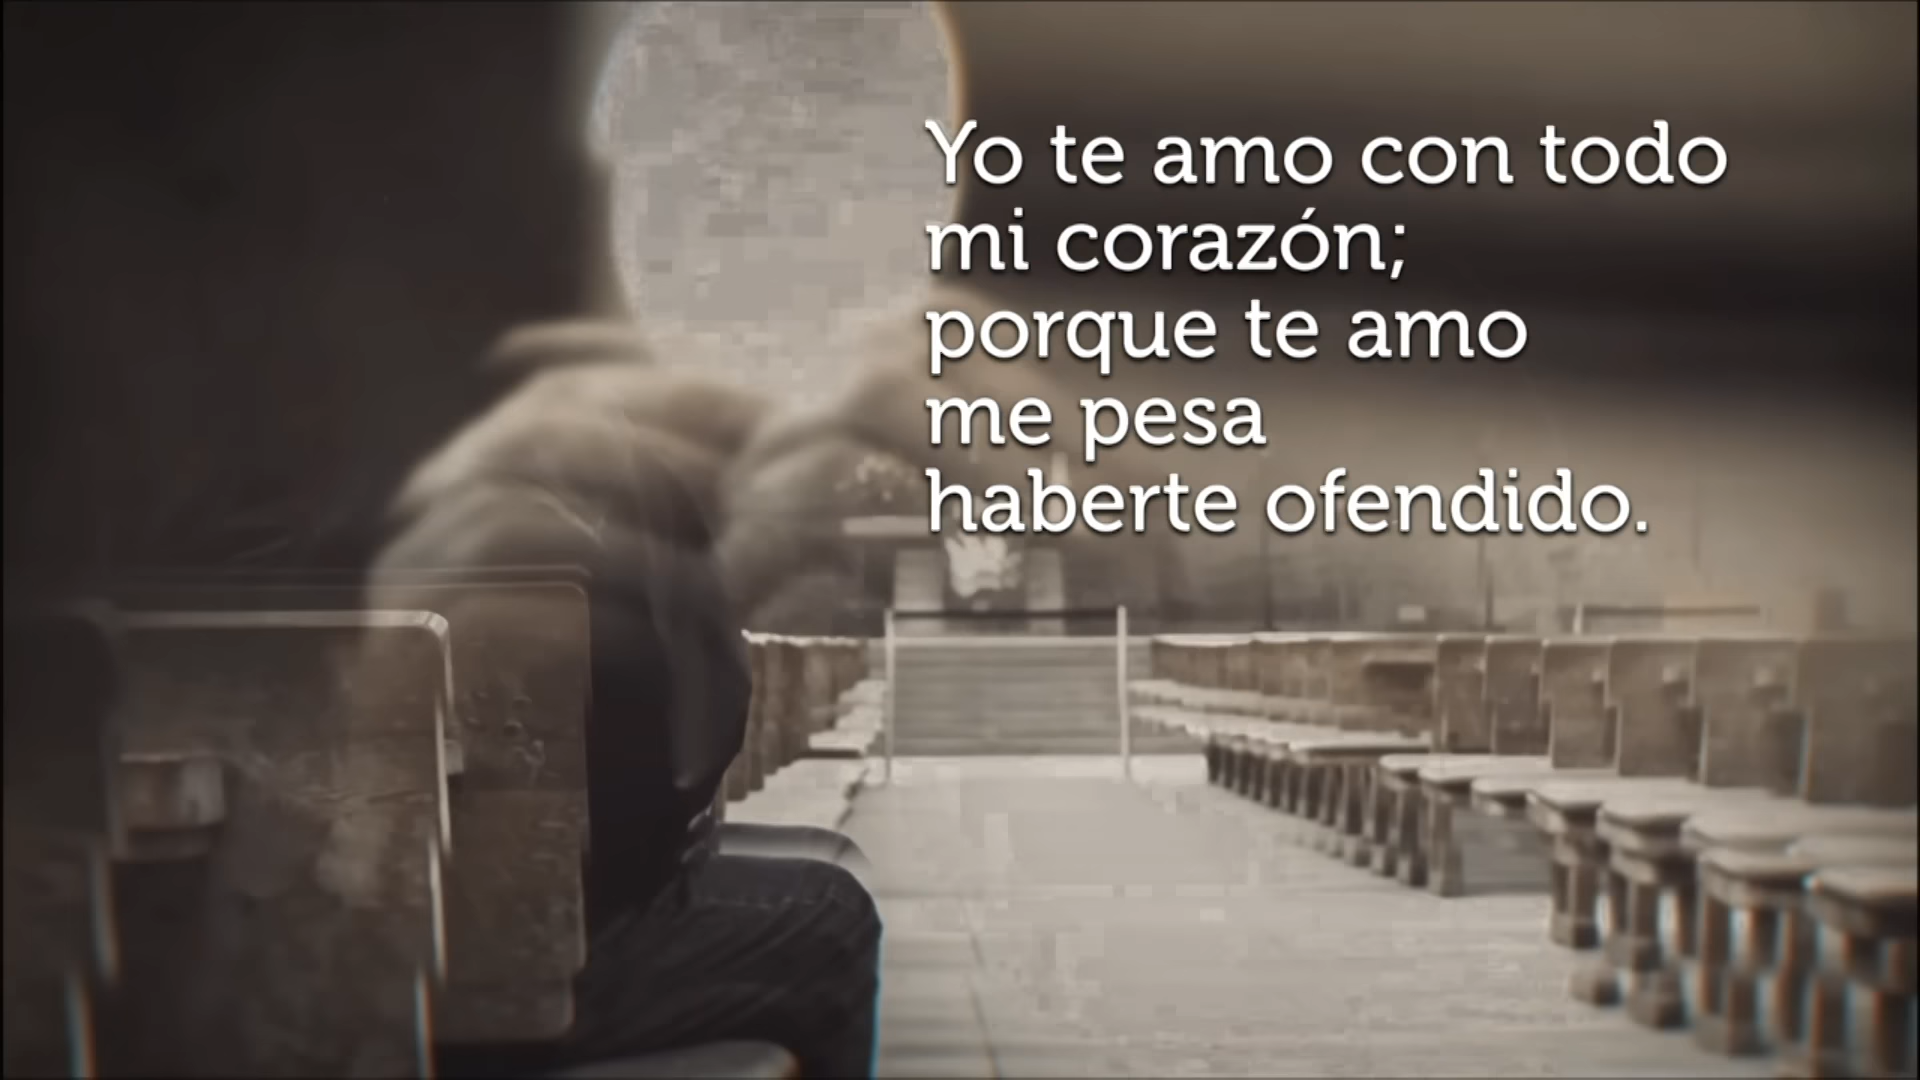 Yo te amo con todo
mi corazón;
porque te amo
me pesa
haberte ofendido.